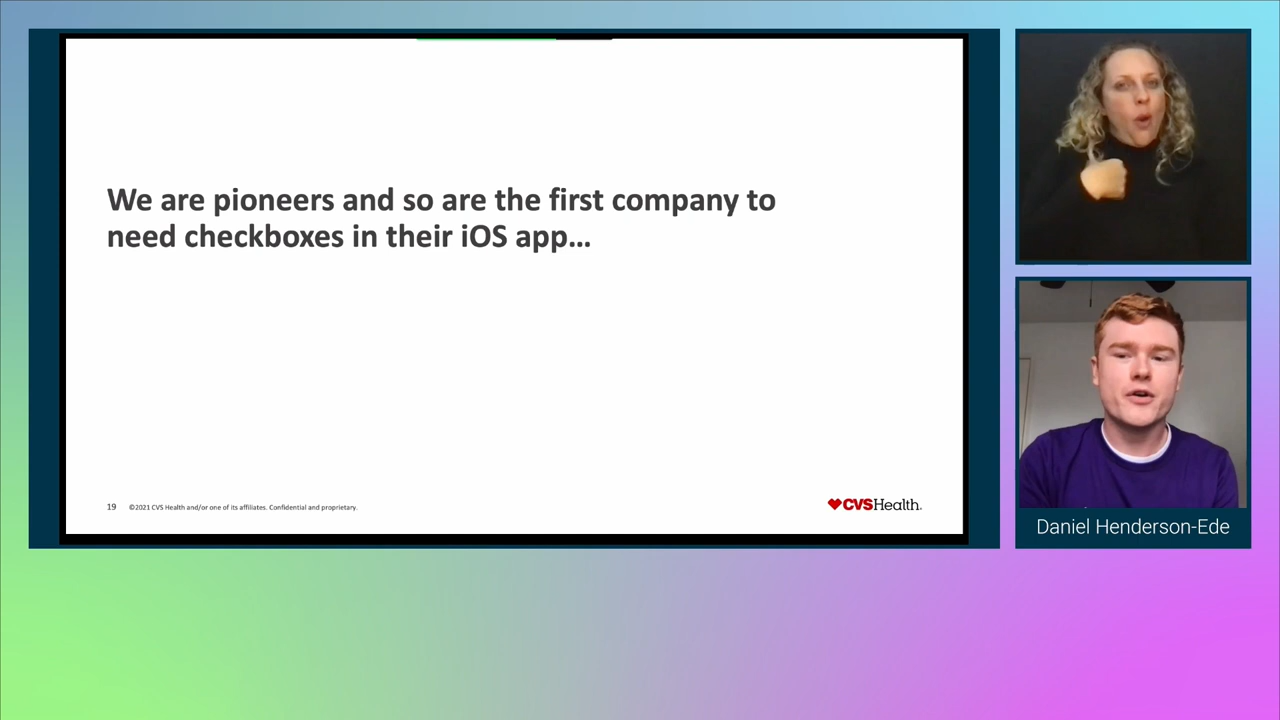 We are pioneers and so are the first company to
need checkboxes in their iOS app...
19 ©2021 CVS Health and/or one of its affiliates. Confidential and proprietary.
CVSHealth.
Daniel Henderson-Ede